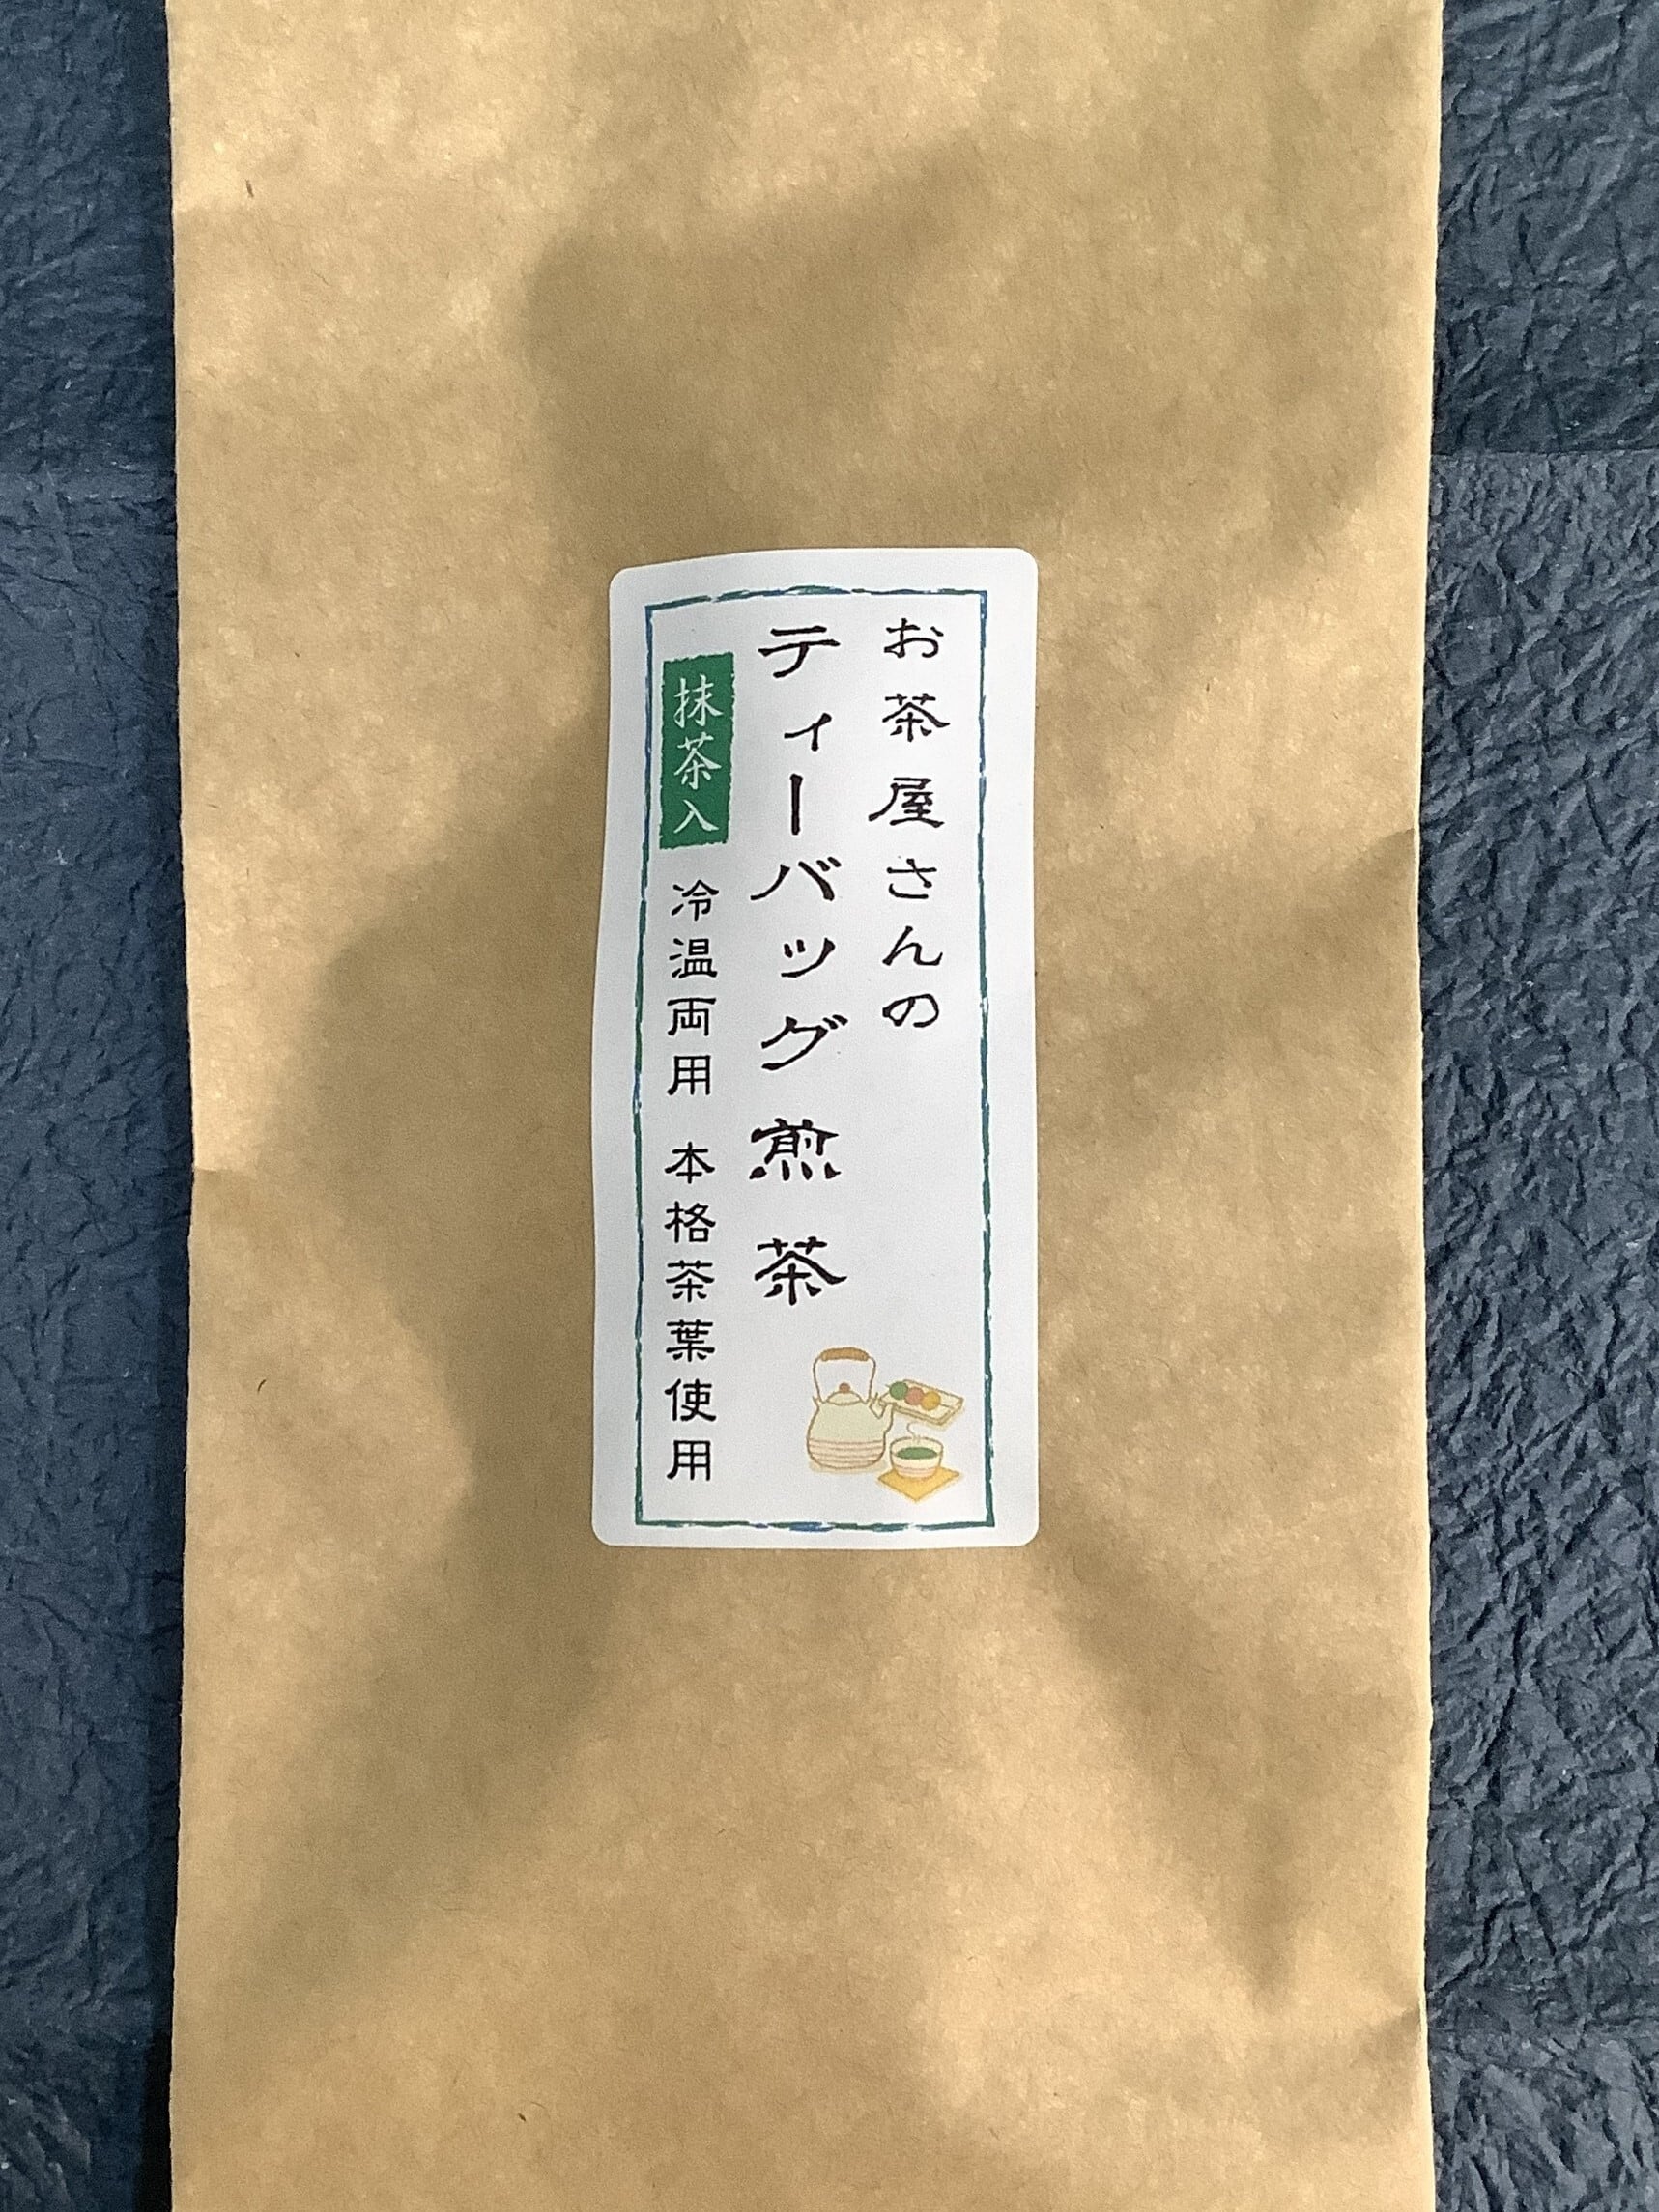 お茶屋さんの
ティーバッグ煎茶
抹茶入
冷温両用 本格茶葉使用